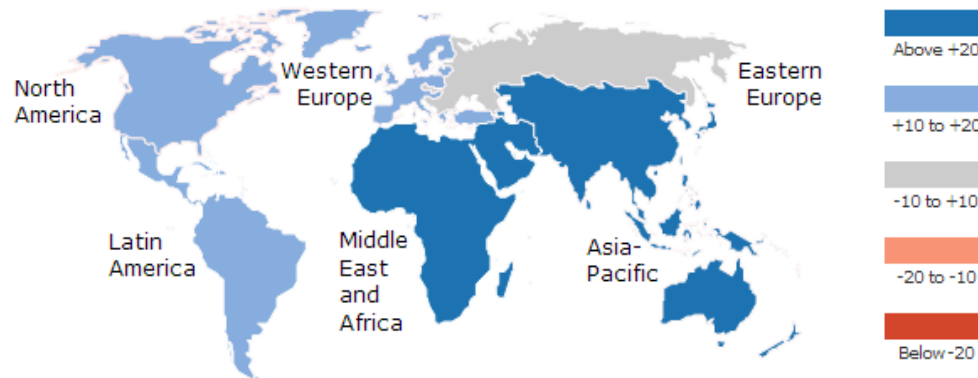 North
America
Western
Europe
Eastern
Europe
Latin
America
Middle
East
and
Africa
Asia-
Pacific
Above +20
+10 to +20
-10 to +10
-20 to -10
Below -20